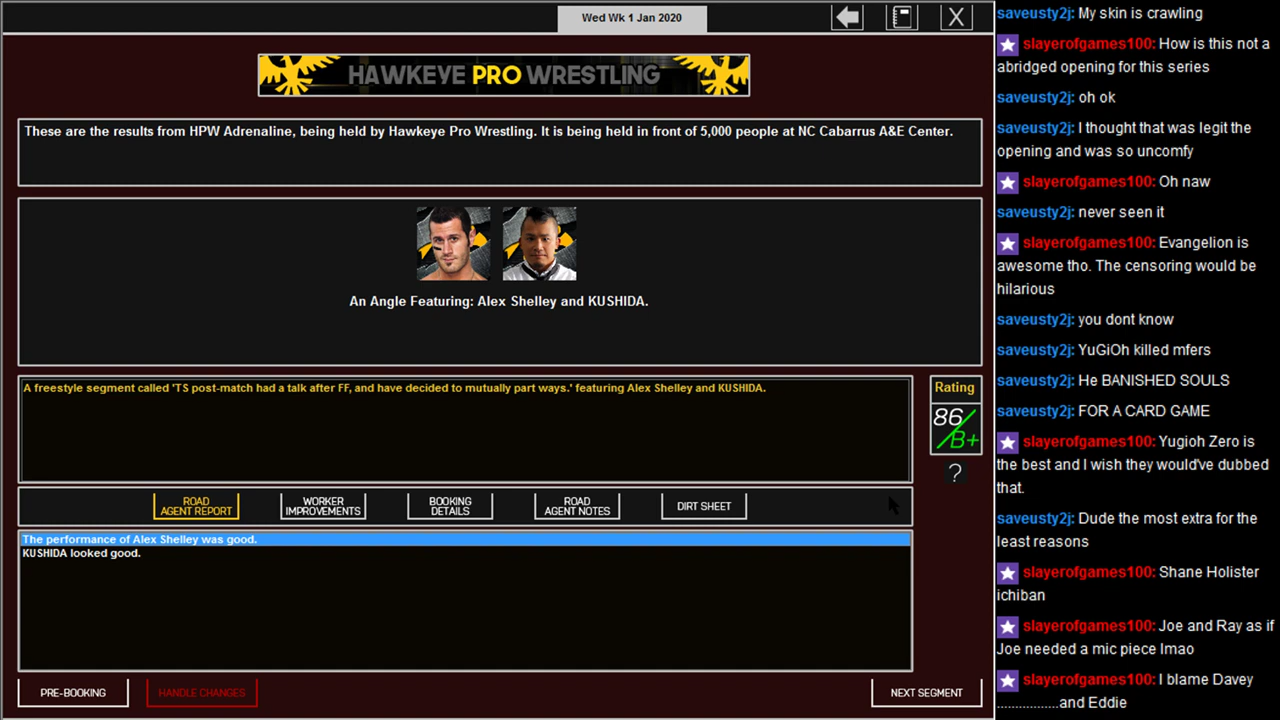 Wed Wk 1 Jan 2020
HAWKEYE PRO WRESTLING
These are the results from HPW Adrenaline, being held by Hawkeye Pro Wrestling. It is being held in front of 5,000 people at NC Cabarrus A&E Center.
An Angle Featuring: Alex Shelley and KUSHIDA.
A freestyle segment called 'TS post-match had a talk after FF, and have decided to mutually part ways.' featuring Alex Shelley and KUSHIDA.
Rating
86/B+
?
ROAD
AGENT REPORT
WORKER
IMPROVEMENTS
BOOKING
DETAILS
ROAD
AGENT NOTES
DIRT SHEET
The performance of Alex Shelley was good.
KUSHIDA looked good.
PRE-BOOKING
HANDLE CHANGES
NEXT SEGMENT
saveusty2j: My skin is crawling
slayerofgames100: How is this not a
abridged opening for this series
saveusty2j: oh ok
saveusty2j: I thought that was legit the
opening and was so uncomfy
slayerofgames100: Oh naw
saveusty2j: never seen it
slayerofgames100: Evangelion is
awesome tho. The censoring would be
hilarious
saveusty2j: you dont know
saveusty2j: YuGiOh killed mfers
saveusty2j: He BANISHED SOULS
saveusty2j: FOR A CARD GAME
slayerofgames100: Yugioh Zero is
the best and I wish they would've dubbed
that.
saveusty2j: Dude the most extra for the
least reasons
slayerofgames100: Shane Holister
ichiban
slayerofgames100: Joe and Ray as if
Joe needed a mic piece lmao
slayerofgames100: I blame Davey
.................and Eddie